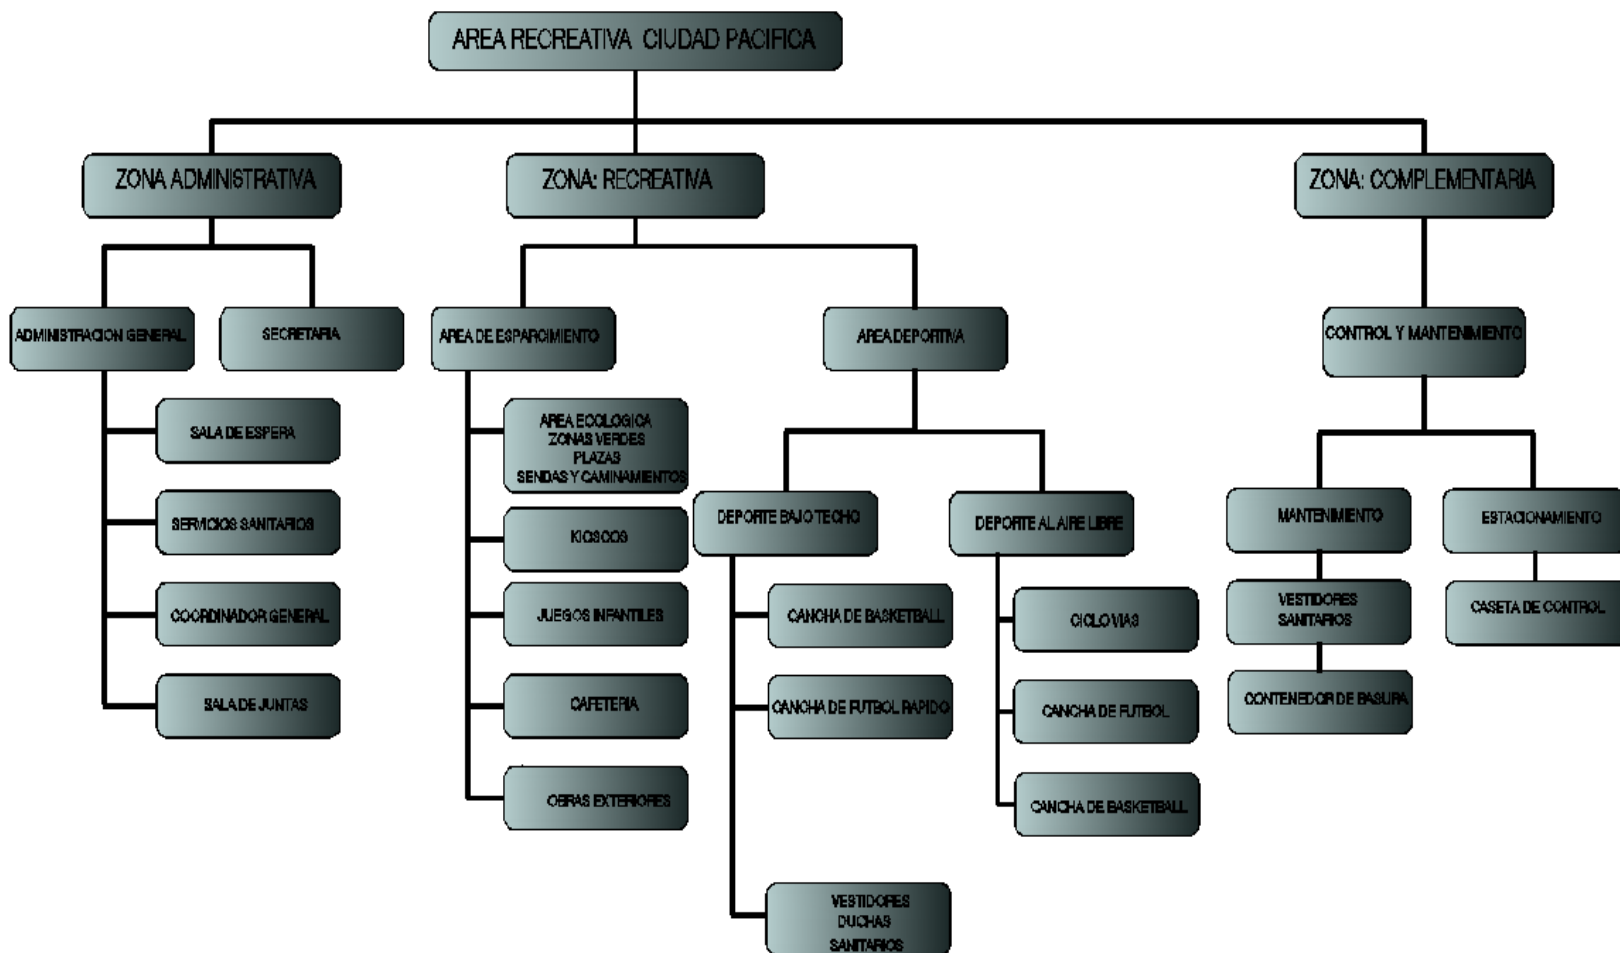 AREA RECREATIVA CIUDAD PACIFICA
ZONA ADMINISTRATIVA
ZONA: RECREATIVA
ZONA: COMPLEMENTARIA
ADMINISTRACION GENERAL
SECRETARIA
AREA DE ESPARCIMIENTO
AREA DEPORTIVA
CONTROL Y MANTENIMIENTO
SALA DE ESPERA
SERVICIOS SANITARIOS
COORDINADOR GENERAL
SALA DE JUNTAS
AREA ECOLOGICA
ZONAS VERDES
PLAZAS
SENDAS Y CAMINAMIENTOS
KIOSCOS
JUEGOS INFANTILES
CAFETERIA
OBRAS EXTERIORES
DEPORTE BAJO TECHO
CANCHA DE BASKETBALL
CANCHA DE FUTBOL RAPIDO
VESTIDORES
DUCHAS
SANITARIOS
DEPORTE AL AIRE LIBRE
CICLO VIAS
CANCHA DE FUTBOL
CANCHA DE BASKETBALL
MANTENIMIENTO
VESTIDORES
SANITARIOS
CONTENEDOR DE BASURA
ESTACIONAMIENTO
CASETA DE CONTROL